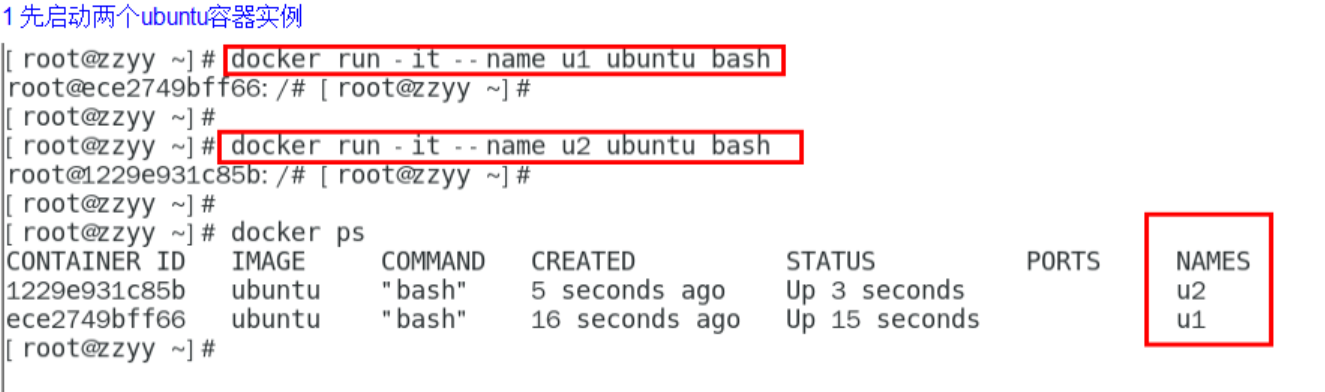 1 先启动两个ubuntu容器实例
[root@zzyy ~]# docker run -it --name u1 ubuntu bash
root@ece2749bff66:/# [root@zzyy ~]#
[root@zzyy ~]#
[root@zzyy ~]# docker run -it --name u2 ubuntu bash
root@1229e931c85b:/# [root@zzyy ~]#
[root@zzyy ~]#
[root@zzyy ~]# docker ps
CONTAINER ID   IMAGE     COMMAND   CREATED          STATUS          PORTS     NAMES
1229e931c85b   ubuntu    "bash"    5 seconds ago    Up 3 seconds              u2
ece2749bff66   ubuntu    "bash"    16 seconds ago   Up 15 seconds             u1
[root@zzyy ~]#